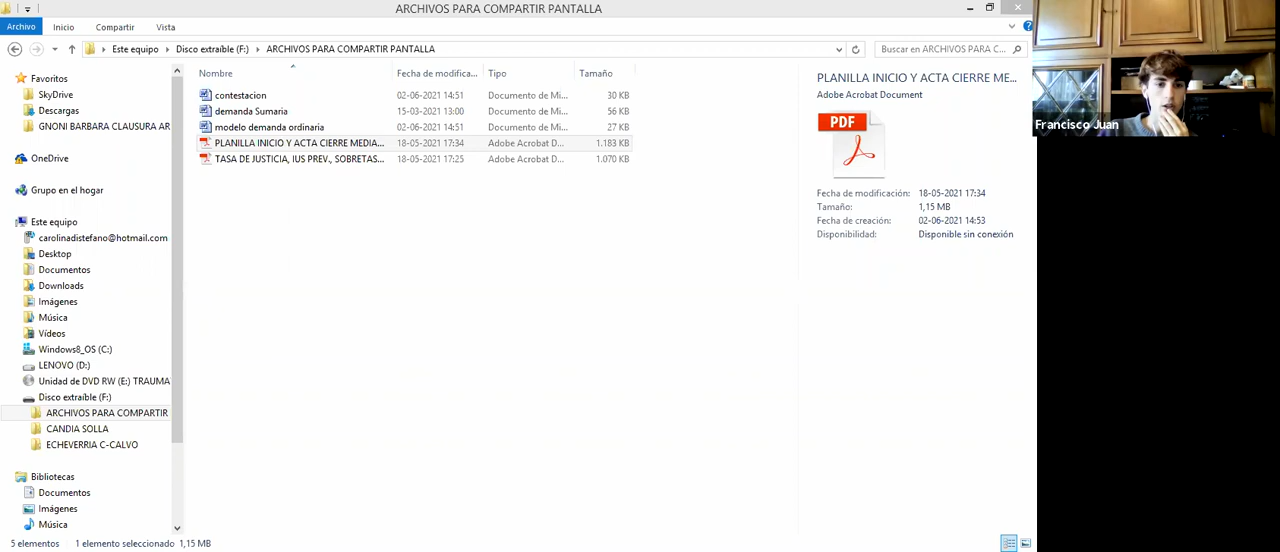 ARCHIVOS PARA COMPARTIR PANTALLA
Archivo Inicio Compartir Vista
Este equipo Disco extraíble (F:) ARCHIVOS PARA COMPARTIR PANTALLA
Buscar en ARCHIVOS PARA C...
Favoritos
SkyDrive
Descargas
GNONI BARBARA CLAUSURA AR
OneDrive
Grupo en el hogar
Este equipo
carolinadistefano@hotmail.com
Desktop
Documentos
Downloads
Imágenes
Música
Vídeos
Windows8_OS (C:)
LENOVO (D:)
Unidad de DVD RW (E:) TRAUMA
Disco extraíble (F:)
ARCHIVOS PARA COMPARTIR
CANDIA SOLLA
ECHEVERRIA C-CALVO
Bibliotecas
Documentos
Imágenes
Música
Nombre Fecha de modifica... Tipo Tamaño
contestacion 02-06-2021 14:51 Documento de Mi... 30 KB
demanda Sumaria 15-03-2021 13:00 Documento de Mi... 56 KB
modelo demanda ordinaria 02-06-2021 14:51 Documento de Mi... 27 KB
PLANILLA INICIO Y ACTA CIERRE MEDIA... 18-05-2021 17:34 Adobe Acrobat D... 1.183 KB
TASA DE JUSTICIA, IUS PREV., SOBRETAS... 18-05-2021 17:25 Adobe Acrobat D... 1.070 KB
PLANILLA INICIO Y ACTA CIERRE ME...
Adobe Acrobat Document
PDF
Fecha de modificación: 18-05-2021 17:34
Tamaño: 1,15 MB
Fecha de creación: 02-06-2021 14:53
Disponibilidad: Disponible sin conexión
Francisco Juan
5 elementos 1 elemento seleccionado 1,15 MB